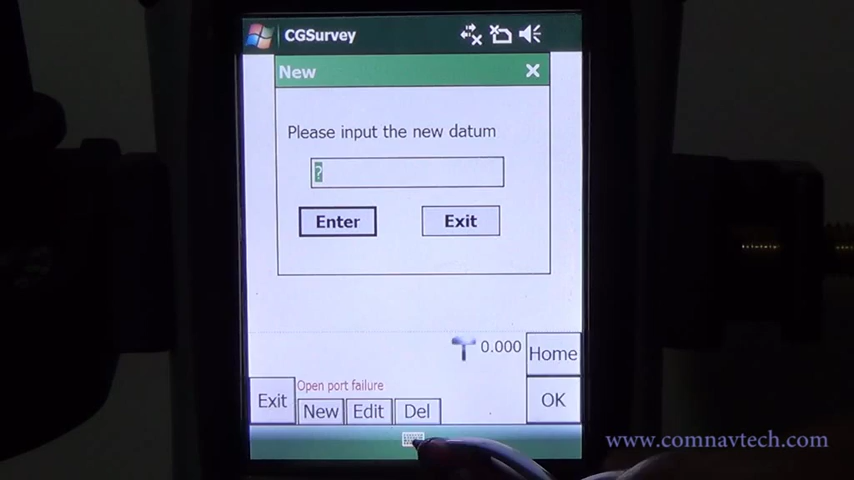 CGSurvey
New
Please input the new datum
?
Enter Exit
0.000 Home
Open port failure
Exit New Edit Del OK
www.comnavtech.com